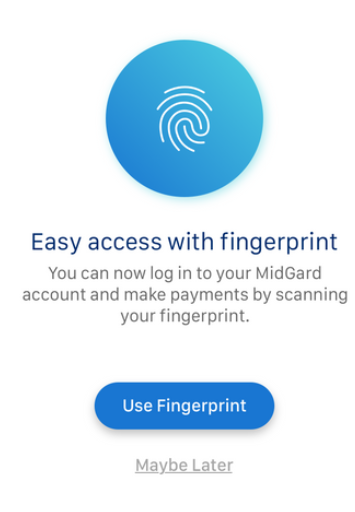 Easy access with fingerprint
You can now log in to your MidGard
account and make payments by scanning
your fingerprint.
Use Fingerprint
Maybe Later